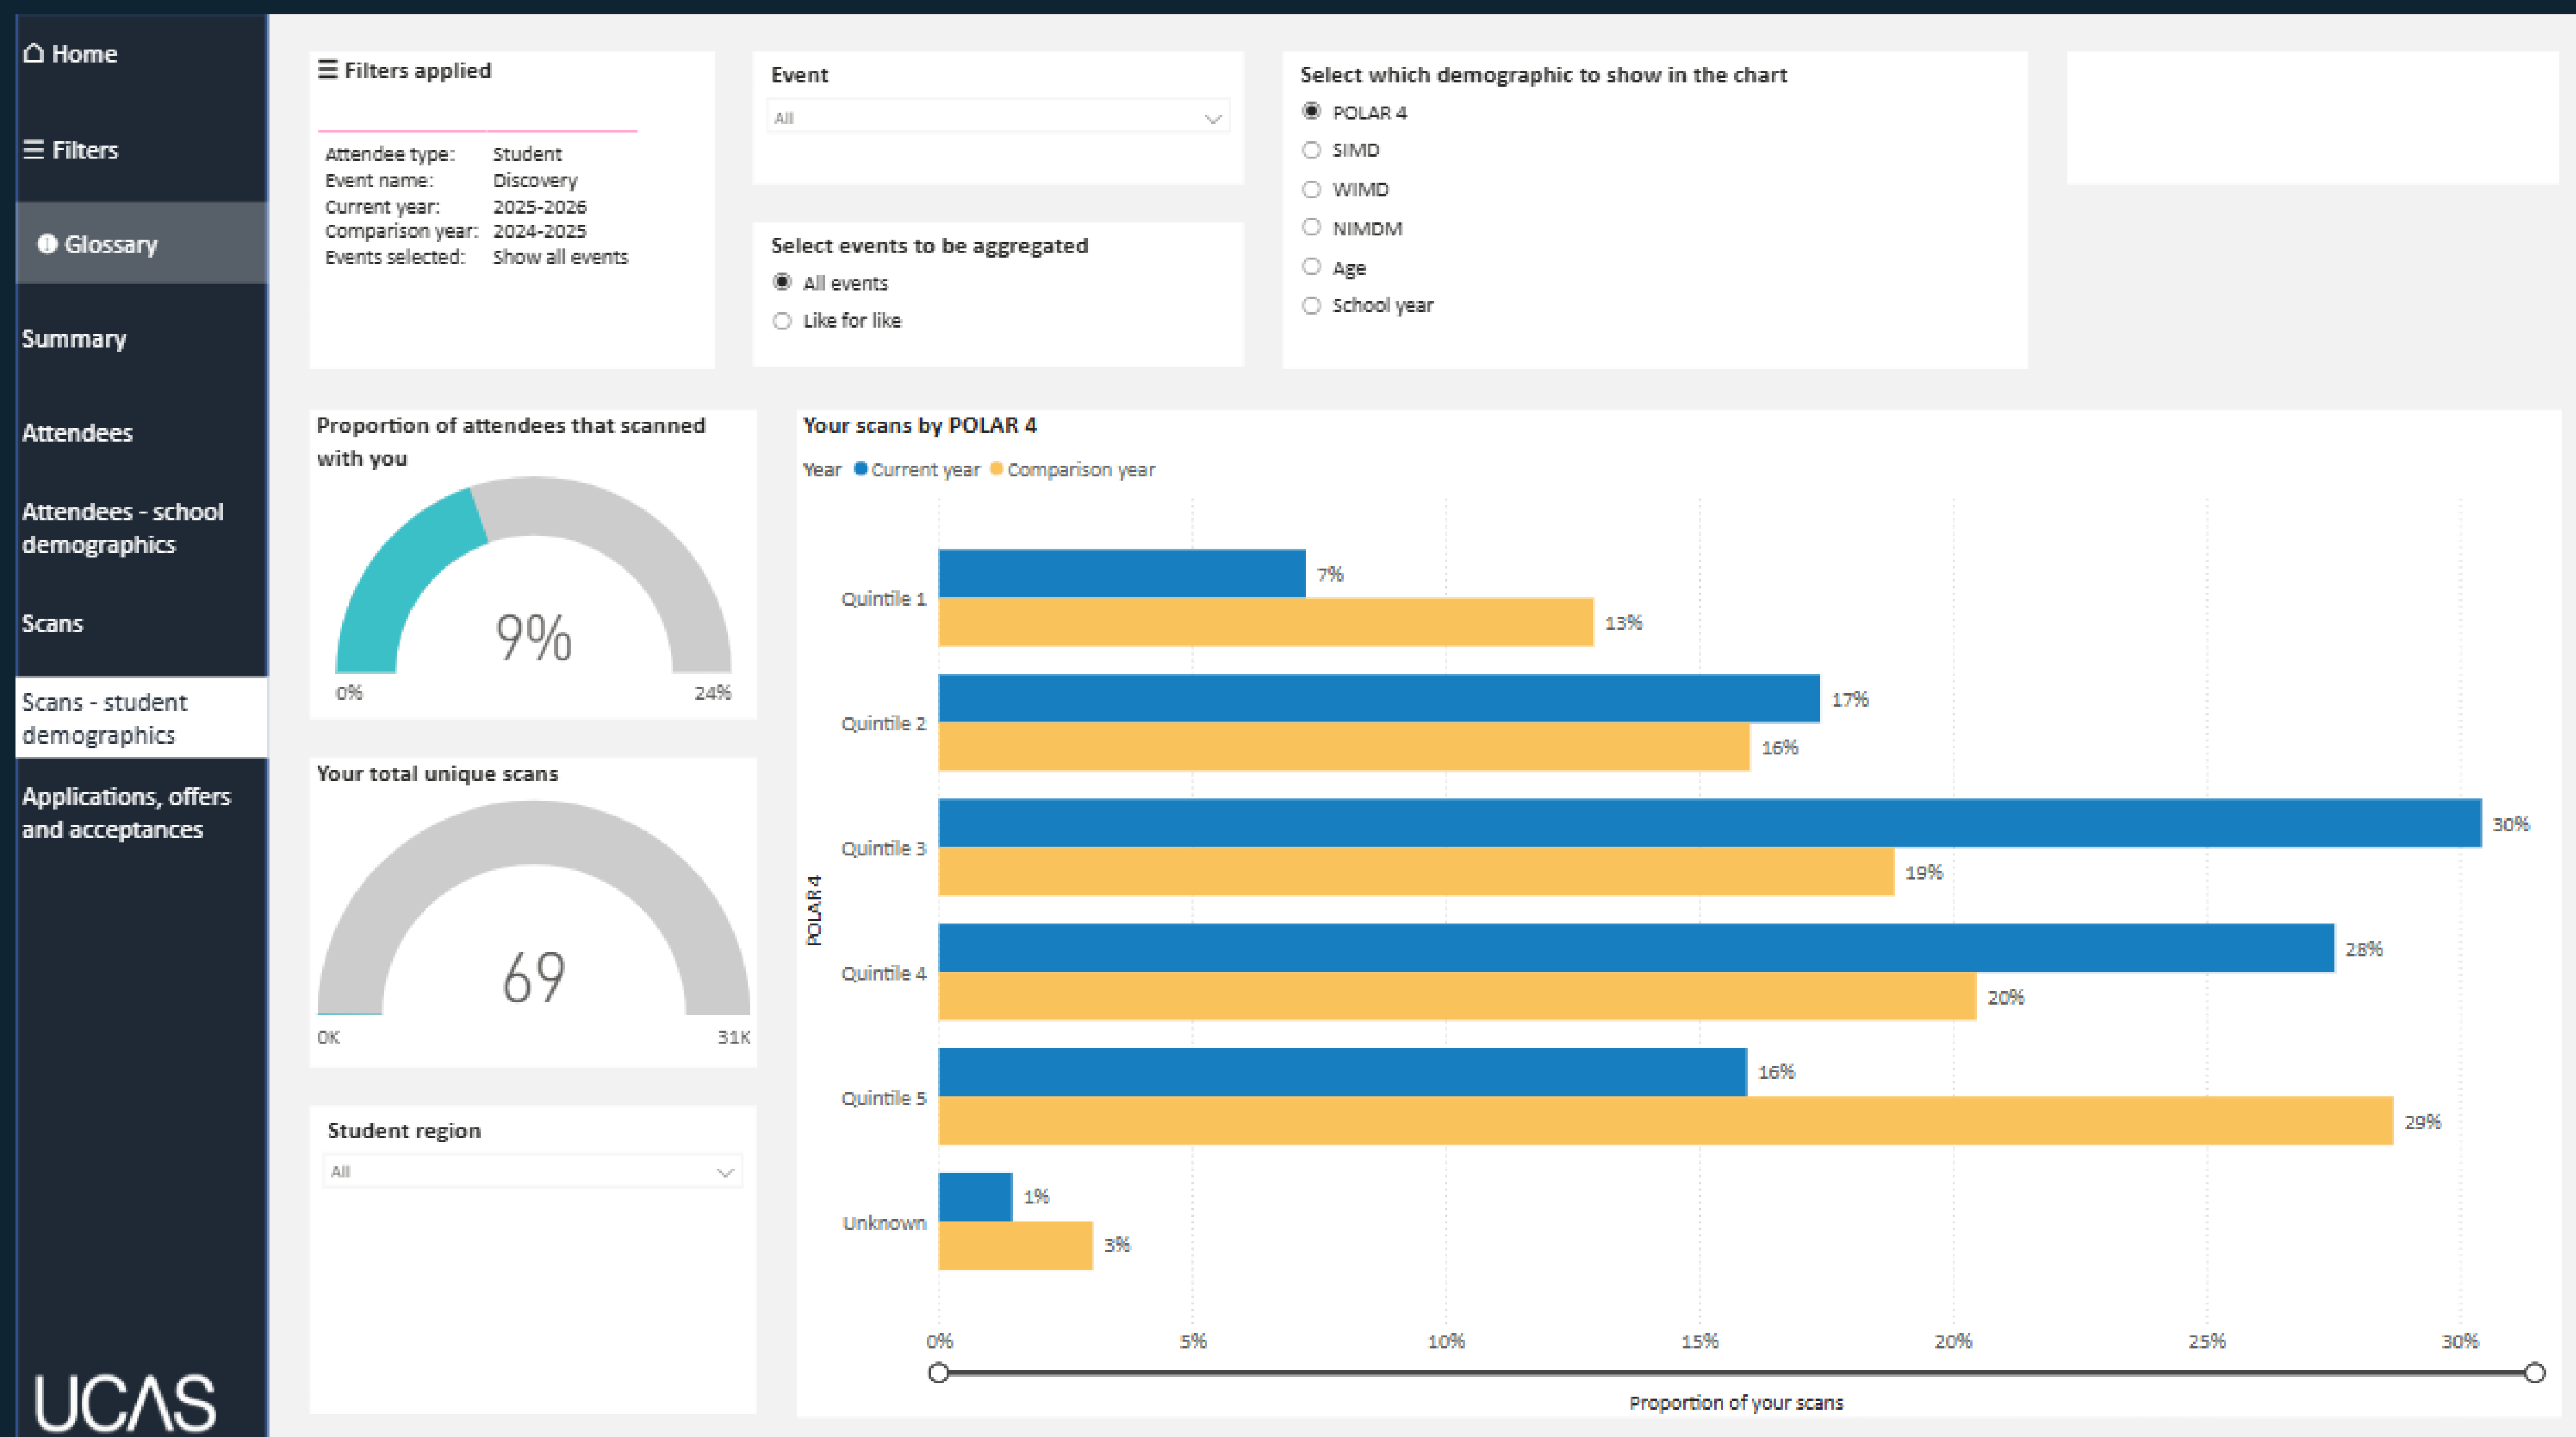 Home
Filters
Glossary
Summary
Attendees
Attendees - school
demographics
Scans
Scans - student
demographics
Applications, offers
and acceptances
UCAS
Filters applied
Attendee type: Student
Event name: Discovery
Current year: 2025-2026
Comparison year: 2024-2025
Events selected: Show all events
Event
All
Select events to be aggregated
All events
Like for like
Select which demographic to show in the chart
POLAR 4
SIMD
WIMD
NIMDM
Age
School year
Proportion of attendees that scanned
with you
9%
0% 24%
Your total unique scans
69
0K 31K
Student region
All
Your scans by POLAR 4
Year Current year Comparison year
POLAR 4
Quintile 1
7%
13%
Quintile 2
17%
16%
Quintile 3
30%
19%
Quintile 4
28%
20%
Quintile 5
16%
29%
Unknown
1%
3%
0% 5% 10% 15% 20% 25% 30%
Proportion of your scans